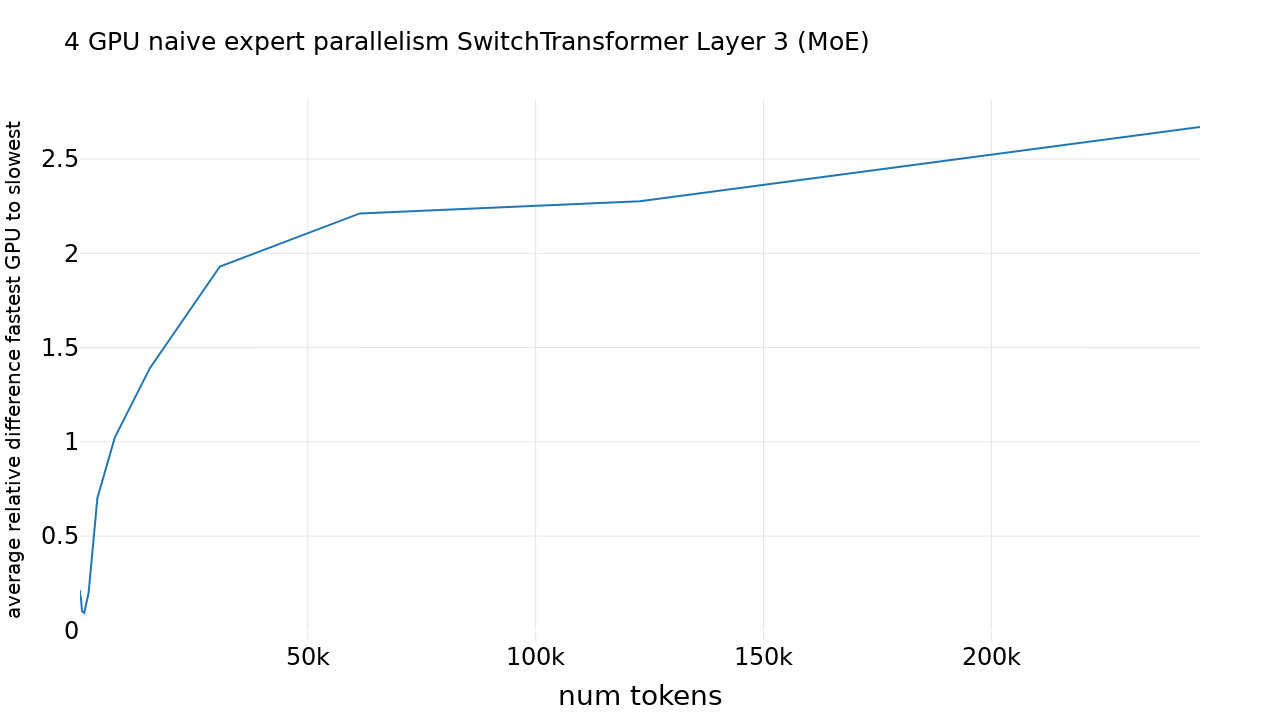 4 GPU naive expert parallelism SwitchTransformer Layer 3 (MoE)
average relative difference fastest GPU to slowest
2.5
2
1.5
1
0.5
0
50k
100k
150k
200k
num tokens